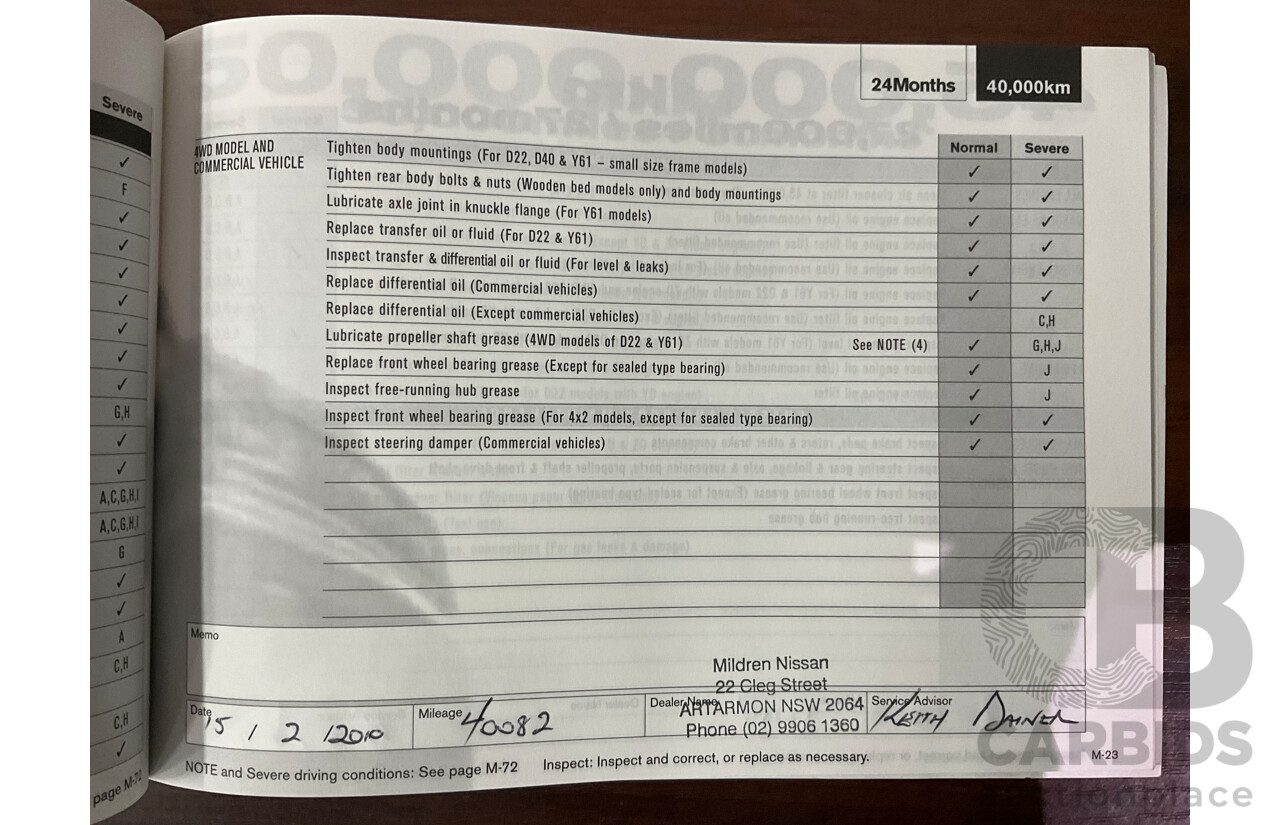 Severe
✓
F
✓
✓
✓
✓
✓
✓
✓
G,H
✓
✓
A,C,G,H,I
A,C,G,H,I
G
✓
✓
A
C,H
C,H
✓
page M-72
24Months 40,000km
4WD MODEL AND
COMMERCIAL VEHICLE
Normal Severe
Tighten body mountings (For D22, D40 & Y61 – small size frame models) ✓ ✓
Tighten rear body bolts & nuts (Wooden bed models only) and body mountings ✓ ✓
Lubricate axle joint in knuckle flange (For Y61 models) ✓ ✓
Replace transfer oil or fluid (For D22 & Y61) ✓ ✓
Inspect transfer & differential oil or fluid (For level & leaks) ✓ ✓
Replace differential oil (Commercial vehicles) ✓ ✓
Replace differential oil (Except commercial vehicles) C,H
Lubricate propeller shaft grease (4WD models of D22 & Y61) See NOTE (4) ✓ G,H,J
Replace front wheel bearing grease (Except for sealed type bearing) ✓ J
Inspect free-running hub grease ✓ J
Inspect front wheel bearing grease (For 4x2 models, except for sealed type bearing) ✓ ✓
Inspect steering damper (Commercial vehicles) ✓ ✓
Memo
Mildren Nissan
22 Cleg Street
ARTARMON NSW 2064
Phone (02) 9906 1360
Date 15 / 2 / 2010
Mileage 40082
Dealer Name
Service Advisor KEITH
NOTE and Severe driving conditions: See page M-72 Inspect: Inspect and correct, or replace as necessary. M-23
CB
CARBIDS